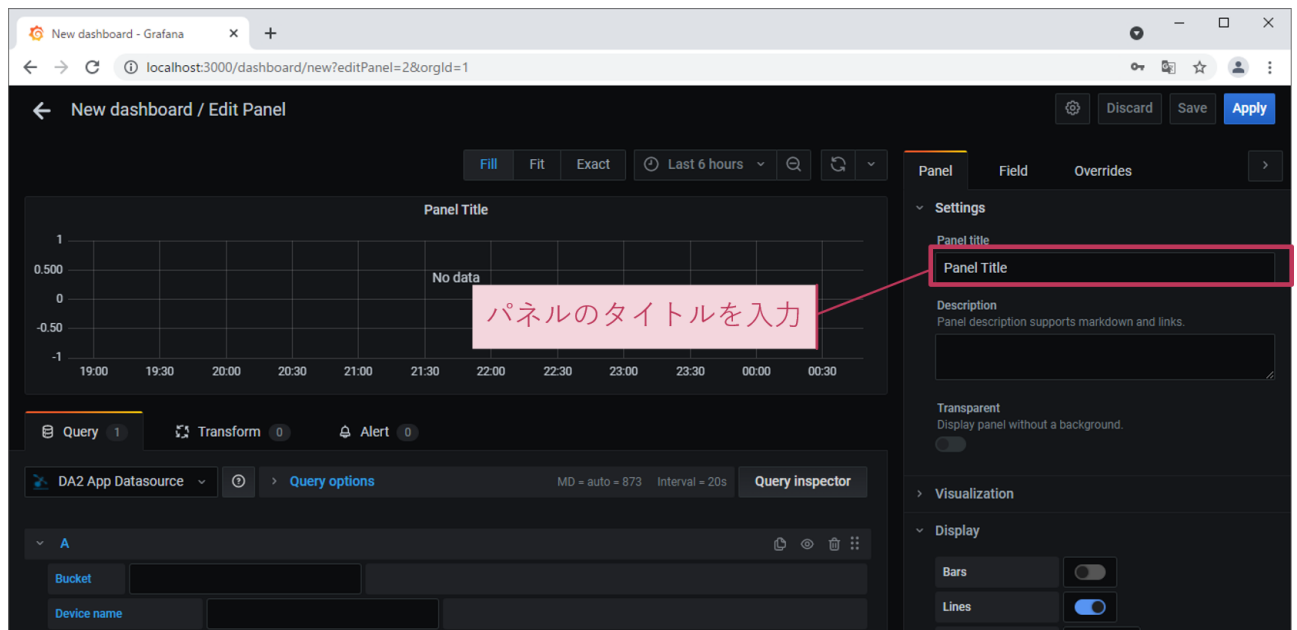 New dashboard - Grafana
localhost:3000/dashboard/new?editPanel=2&orgId=1
New dashboard / Edit Panel
Discard
Save
Apply
Fill
Fit
Exact
Last 6 hours
Panel
Field
Overrides
Panel Title
1
0.500
0
-0.50
-1
No data
19:00
19:30
20:00
20:30
21:00
21:30
22:00
22:30
23:00
23:30
00:00
00:30
パネルのタイトルを入力
Settings
Panel title
Panel Title
Description
Panel description supports markdown and links.
Transparent
Display panel without a background.
Visualization
Display
Bars
Lines
Query 1
Transform 0
Alert 0
DA2 App Datasource
Query options
MD = auto = 873
Interval = 20s
Query inspector
A
Bucket
Device name